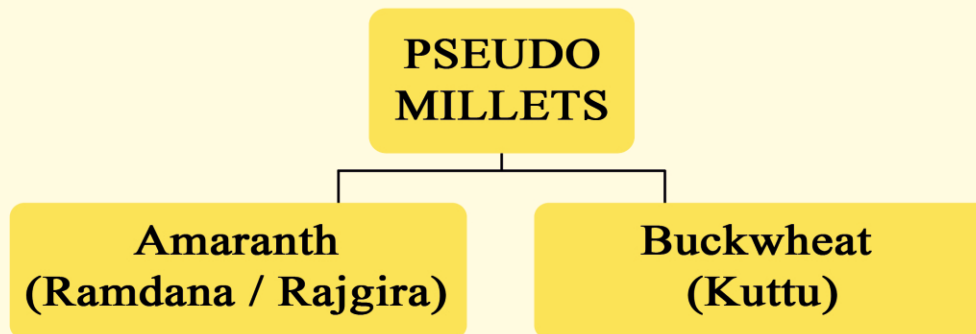 PSEUDO
MILLETS
Amaranth
(Ramdana / Rajgira)
Buckwheat
(Kuttu)